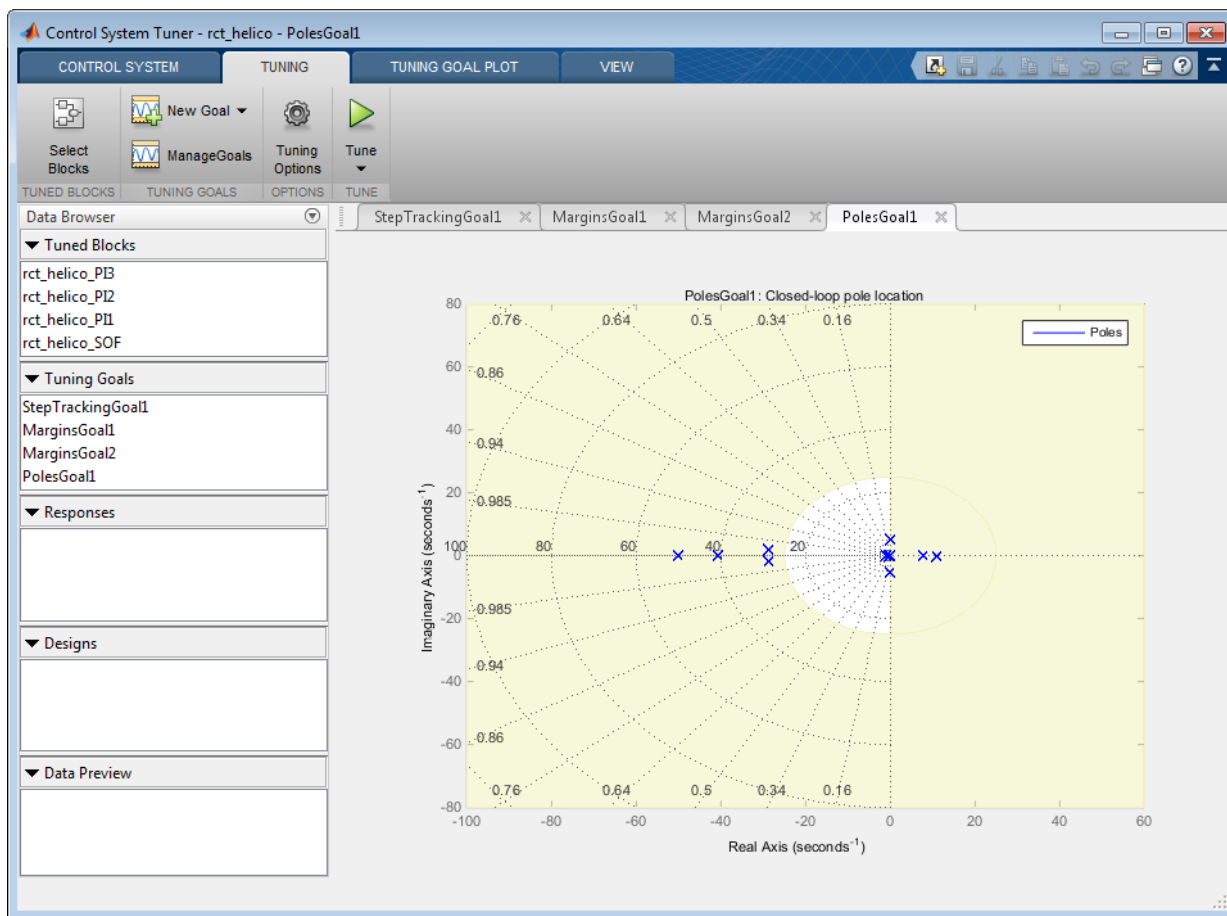 Control System Tuner - rct_helico - PolesGoal1
CONTROL SYSTEM TUNING TUNING GOAL PLOT VIEW
Select Blocks
New Goal
ManageGoals
Tuning Options
Tune
TUNED BLOCKS TUNING GOALS OPTIONS TUNE
Data Browser
Tuned Blocks
rct_helico_PI3
rct_helico_PI2
rct_helico_PI1
rct_helico_SOF
Tuning Goals
StepTrackingGoal1
MarginsGoal1
MarginsGoal2
PolesGoal1
Responses
Designs
Data Preview
StepTrackingGoal1 MarginsGoal1 MarginsGoal2 PolesGoal1
PolesGoal1: Closed-loop pole location
Poles
Imaginary Axis (seconds⁻¹)
80
60
40
20
0
-20
-40
-60
-80
0.76 0.64 0.5 0.34 0.16
0.86
0.94
0.985
100 80 60 40 20
0.985
0.94
0.86
0.76 0.64 0.5 0.34 0.16
-100 -80 -60 -40 -20 0 20 40 60
Real Axis (seconds⁻¹)